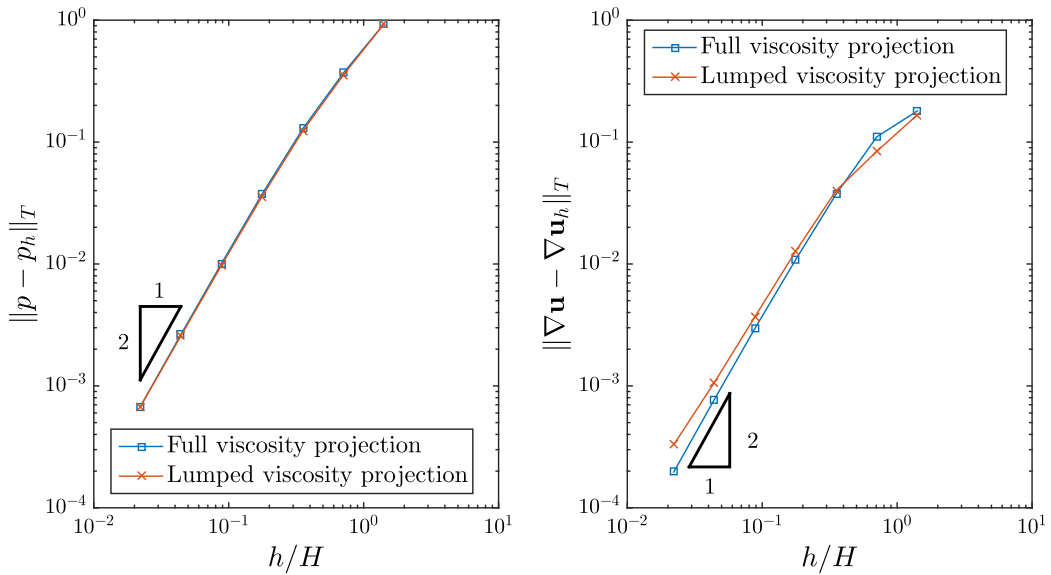 10^0
10^{-1}
10^{-2}
10^{-3}
10^{-4}
‖p − p_h‖_T
1
2
Full viscosity projection
Lumped viscosity projection
10^{-2} 10^{-1} 10^0 10^1
h/H
10^0
10^{-1}
10^{-2}
10^{-3}
10^{-4}
‖∇u − ∇u_h‖_T
Full viscosity projection
Lumped viscosity projection
2
1
10^{-2} 10^{-1} 10^0 10^1
h/H